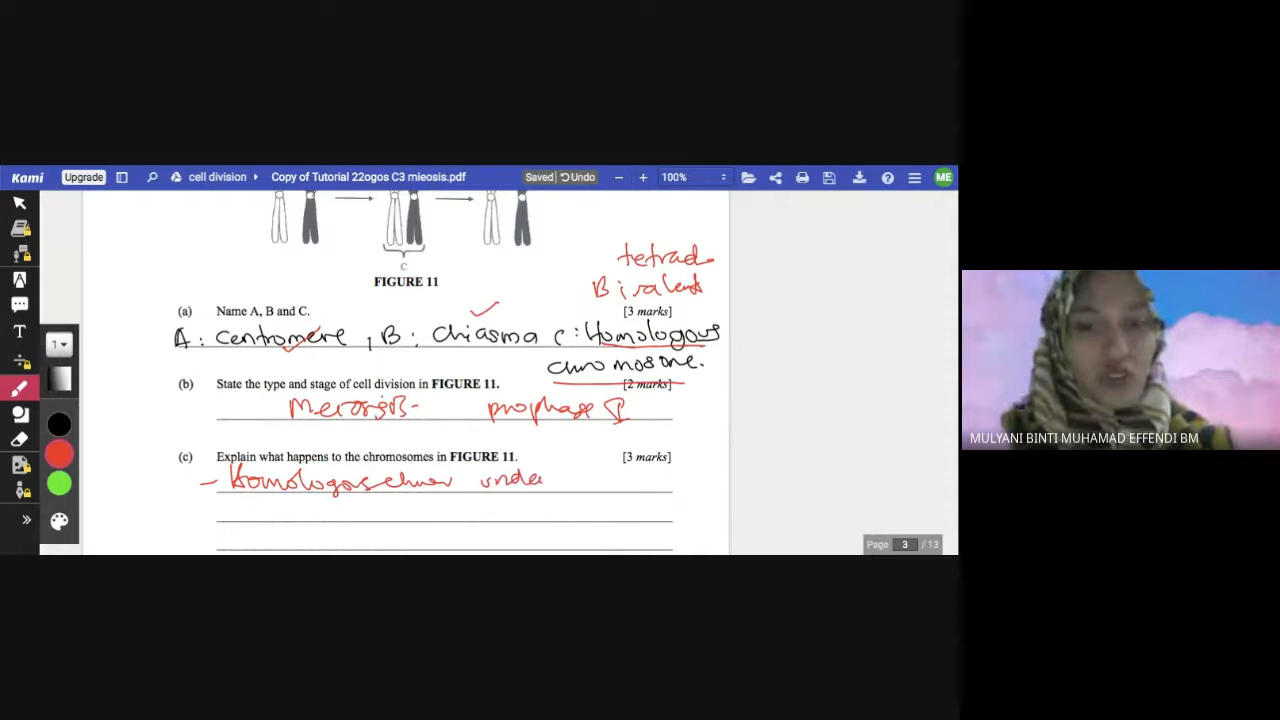 Kami Upgrade cell division Copy of Tutorial 22ogos C3 mieosis.pdf Saved Undo 100% ME
C
tetrad
FIGURE 11
Bivalent
(a) Name A, B and C. [3 marks]
A: Centromere, B: Chiasma C: Homologous
chromosome.
(b) State the type and stage of cell division in FIGURE 11. [2 marks]
Meiosis prophase I
(c) Explain what happens to the chromosomes in FIGURE 11. [3 marks]
- Homologous unde
1
T
A
Page 3 / 13
MULYANI BINTI MUHAMAD EFFENDI BM